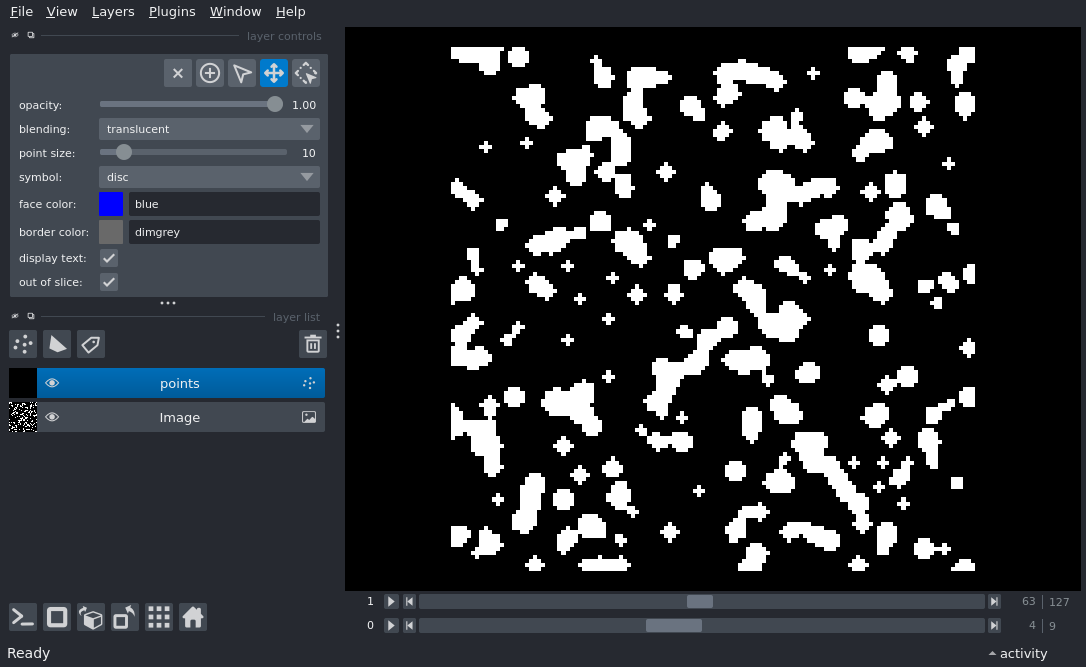 File View Layers Plugins Window Help
layer controls
opacity: 1.00
blending: translucent
point size: 10
symbol: disc
face color: blue
border color: dimgrey
display text:
out of slice:
layer list
points
Image
1 63 127
0 4 9
Ready activity